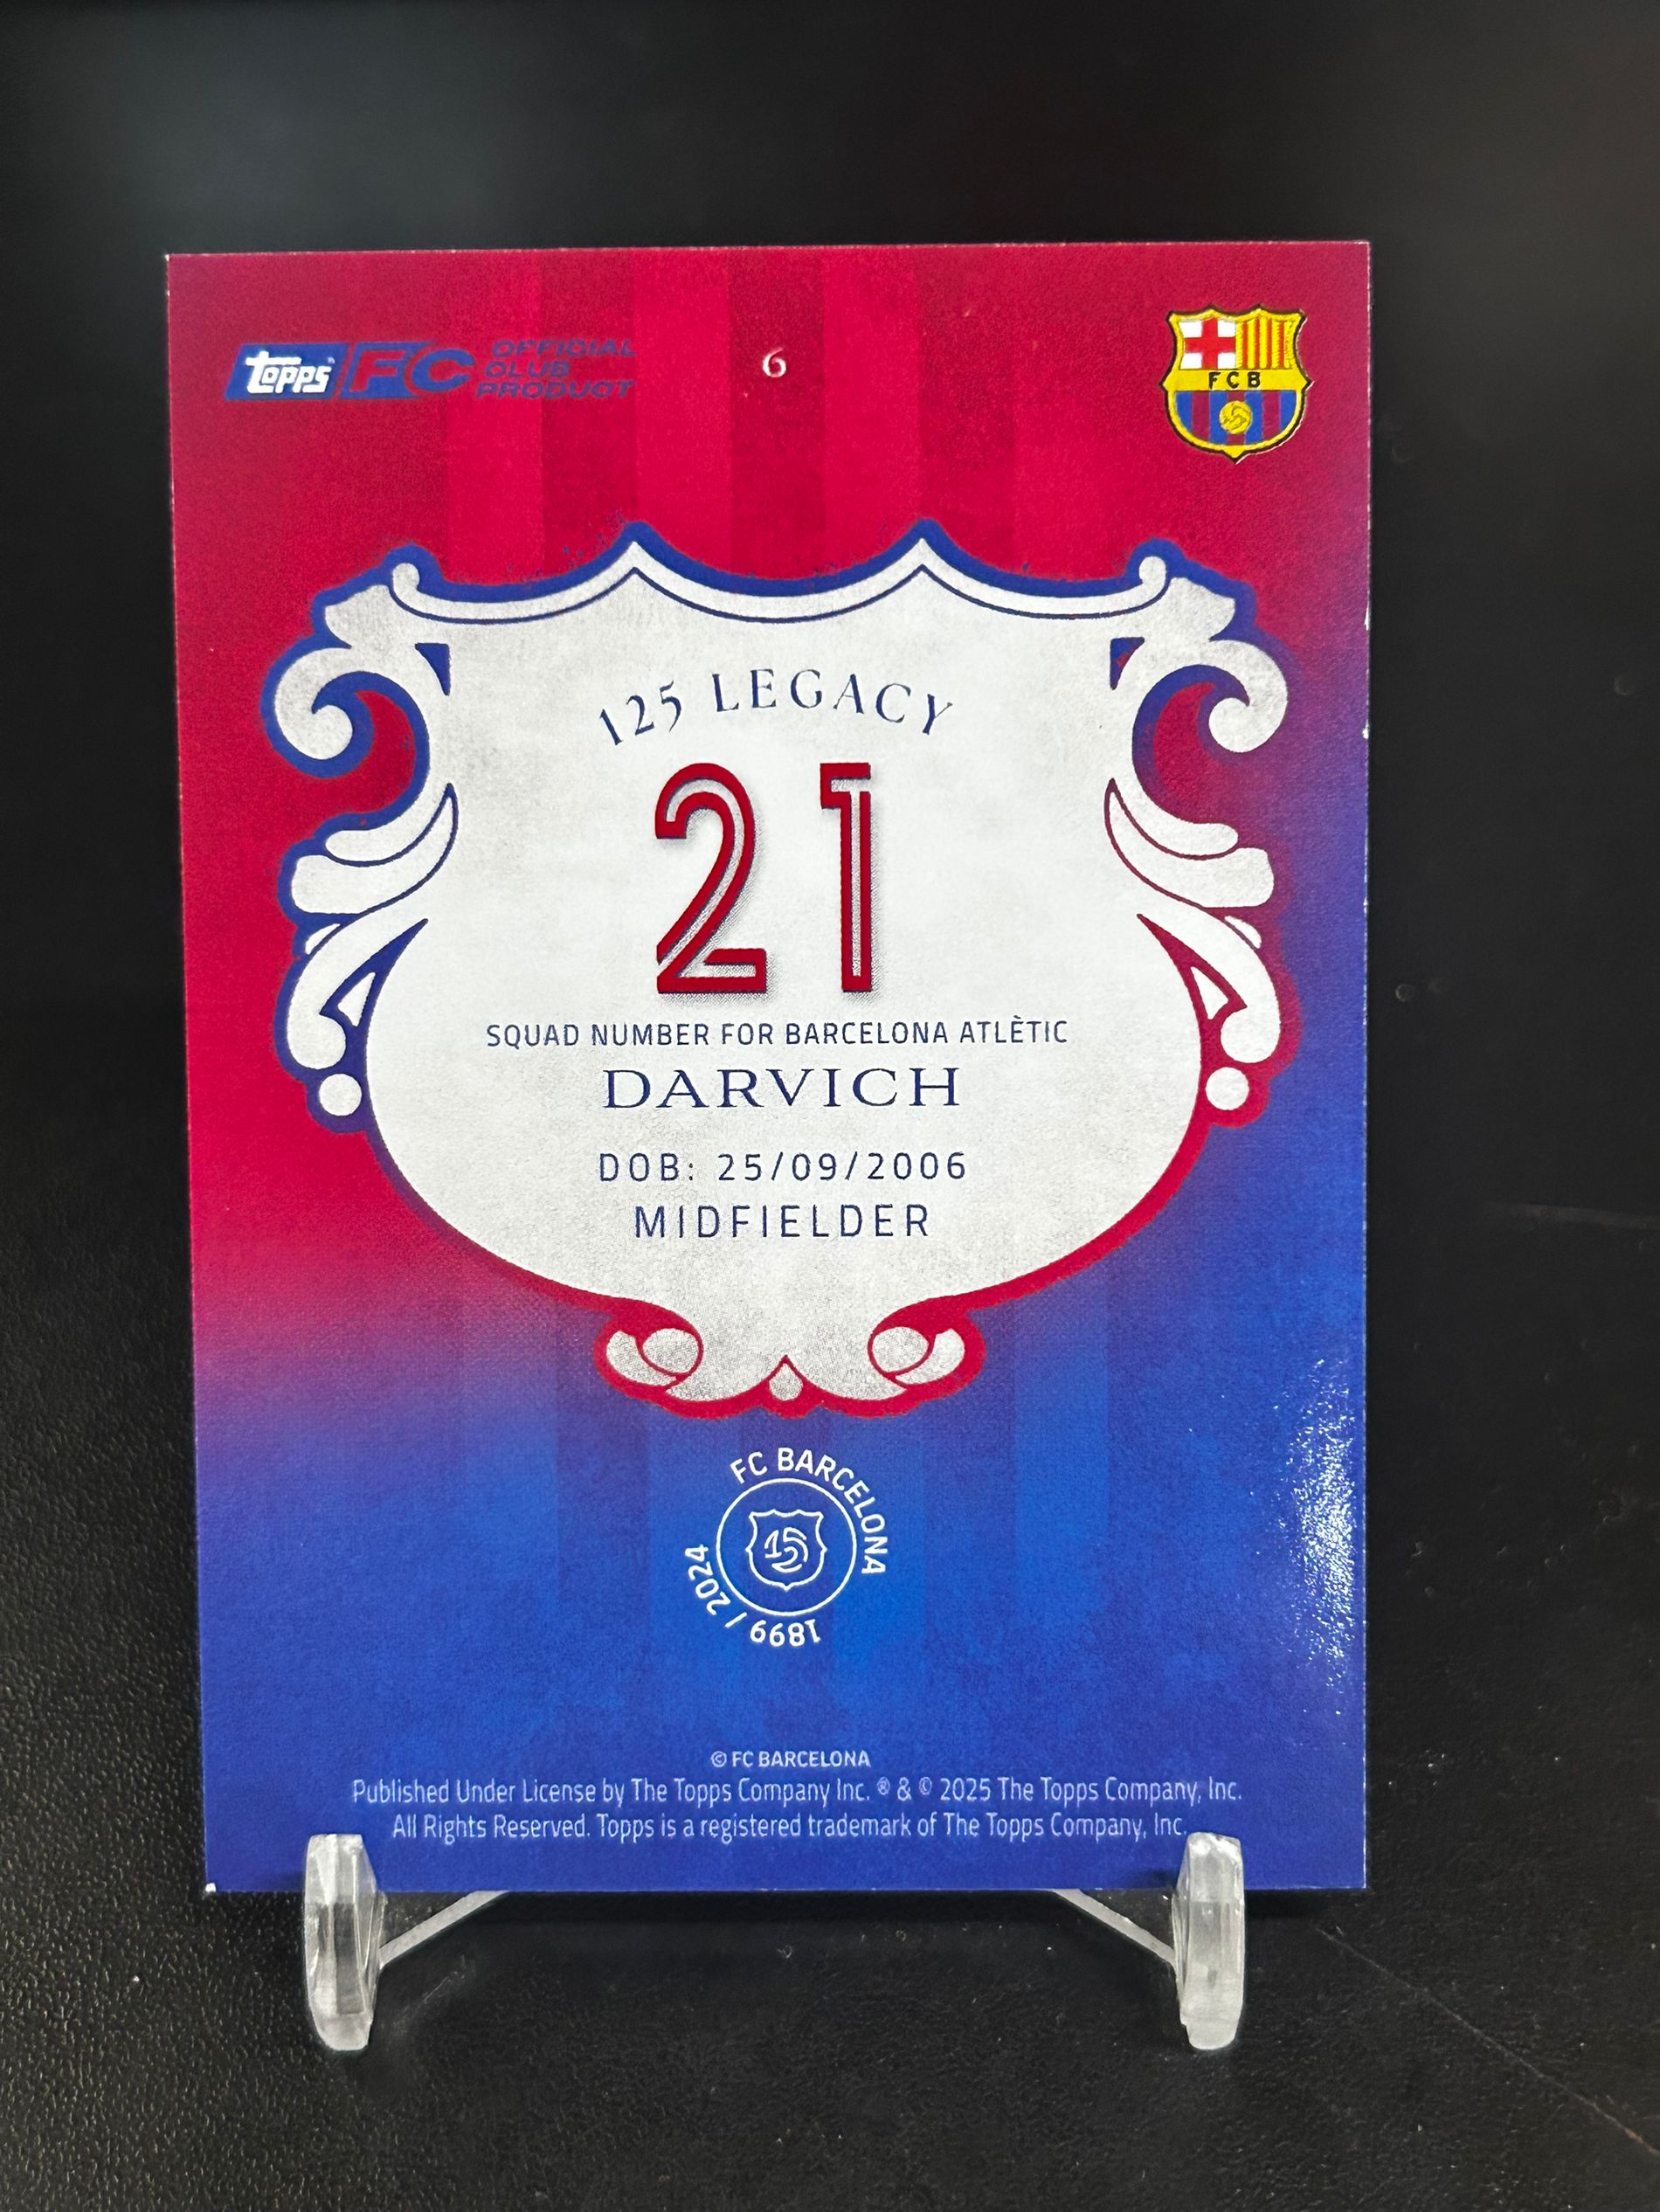 topps FC OFFICIAL
CLUB
PRODUCT
6
FCB
125 LEGACY
21
SQUAD NUMBER FOR BARCELONA ATLÈTIC
DARVICH
DOB: 25/09/2006
MIDFIELDER
FC BARCELONA
125
1899 / 2024
© FC BARCELONA
Published Under License by The Topps Company Inc. ® & © 2025 The Topps Company, Inc.
All Rights Reserved. Topps is a registered trademark of The Topps Company, Inc.